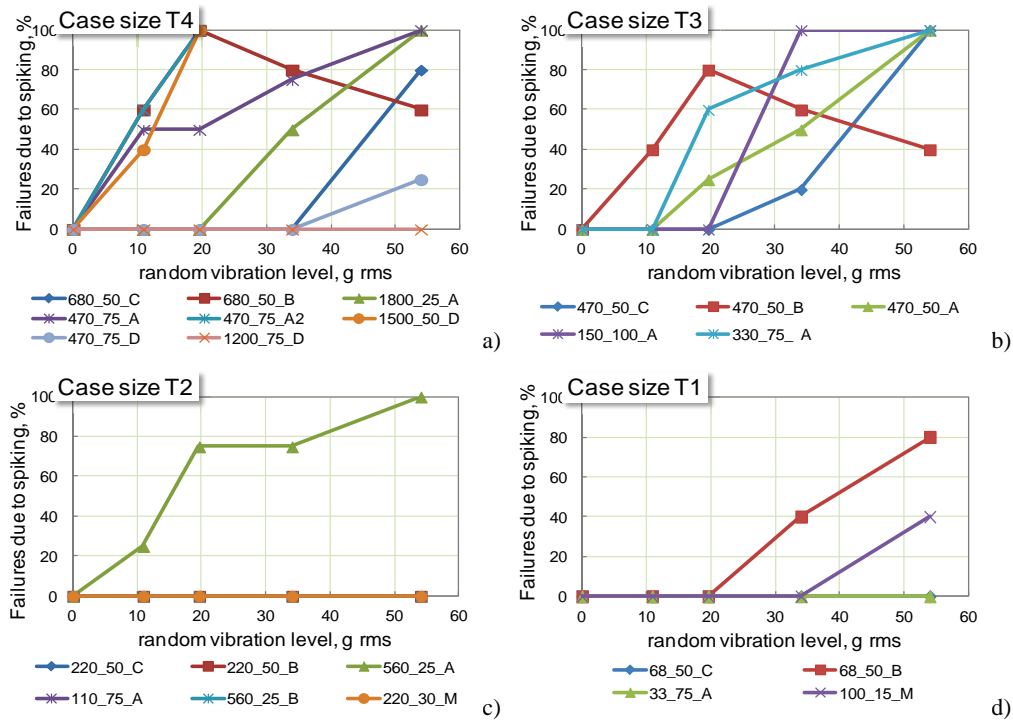 Case size T4
Failures due to spiking, %
100
80
60
40
20
0
0 10 20 30 40 50 60
random vibration level, g rms
680_50_C 680_50_B 1800_25_A
470_75_A 470_75_A2 1500_50_D
470_75_D 1200_75_D
a)
Case size T3
Failures due to spiking, %
100
80
60
40
20
0
0 10 20 30 40 50 60
random vibration level, g rms
470_50_C 470_50_B 470_50_A
150_100_A 330_75_ A
b)
Case size T2
Failures due to spiking, %
80
60
40
20
0
0 10 20 30 40 50 60
random vibration level, g rms
220_50_C 220_50_B 560_25_A
110_75_A 560_25_B 220_30_M
c)
Case size T1
Failures due to spiking, %
80
60
40
20
0
0 10 20 30 40 50 60
random vibration level, g rms
68_50_C 68_50_B
33_75_A 100_15_M
d)